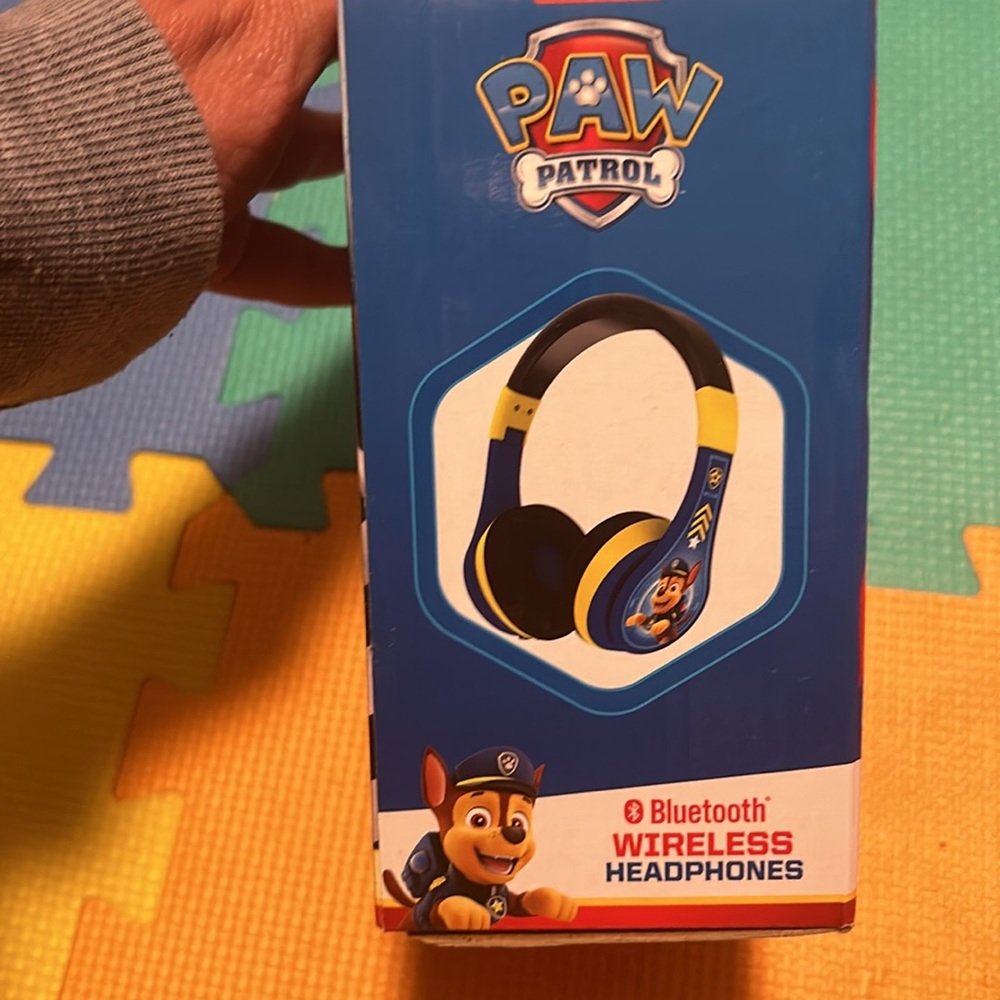 PAW
PATROL
Bluetooth®
WIRELESS
HEADPHONES